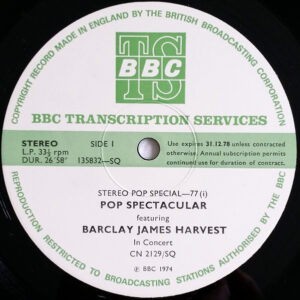 COPYRIGHT RECORD MADE IN ENGLAND BY THE BRITISH BROADCASTING CORPORATION
TS
BBC
BBC TRANSCRIPTION SERVICES
STEREO
L.P. 33⅓ rpm
DUR. 26'58"
SIDE I
135832—SQ
Use expires 31.12.78 unless contracted
otherwise. Annual subscription permits
continued use for duration of contract.
STEREO POP SPECIAL—77(i)
POP SPECTACULAR
featuring
BARCLAY JAMES HARVEST
In Concert
CN 2129/SQ
℗ BBC 1974
REPRODUCTION RESTRICTED TO BROADCASTING STATIONS AUTHORISED BY THE BBC